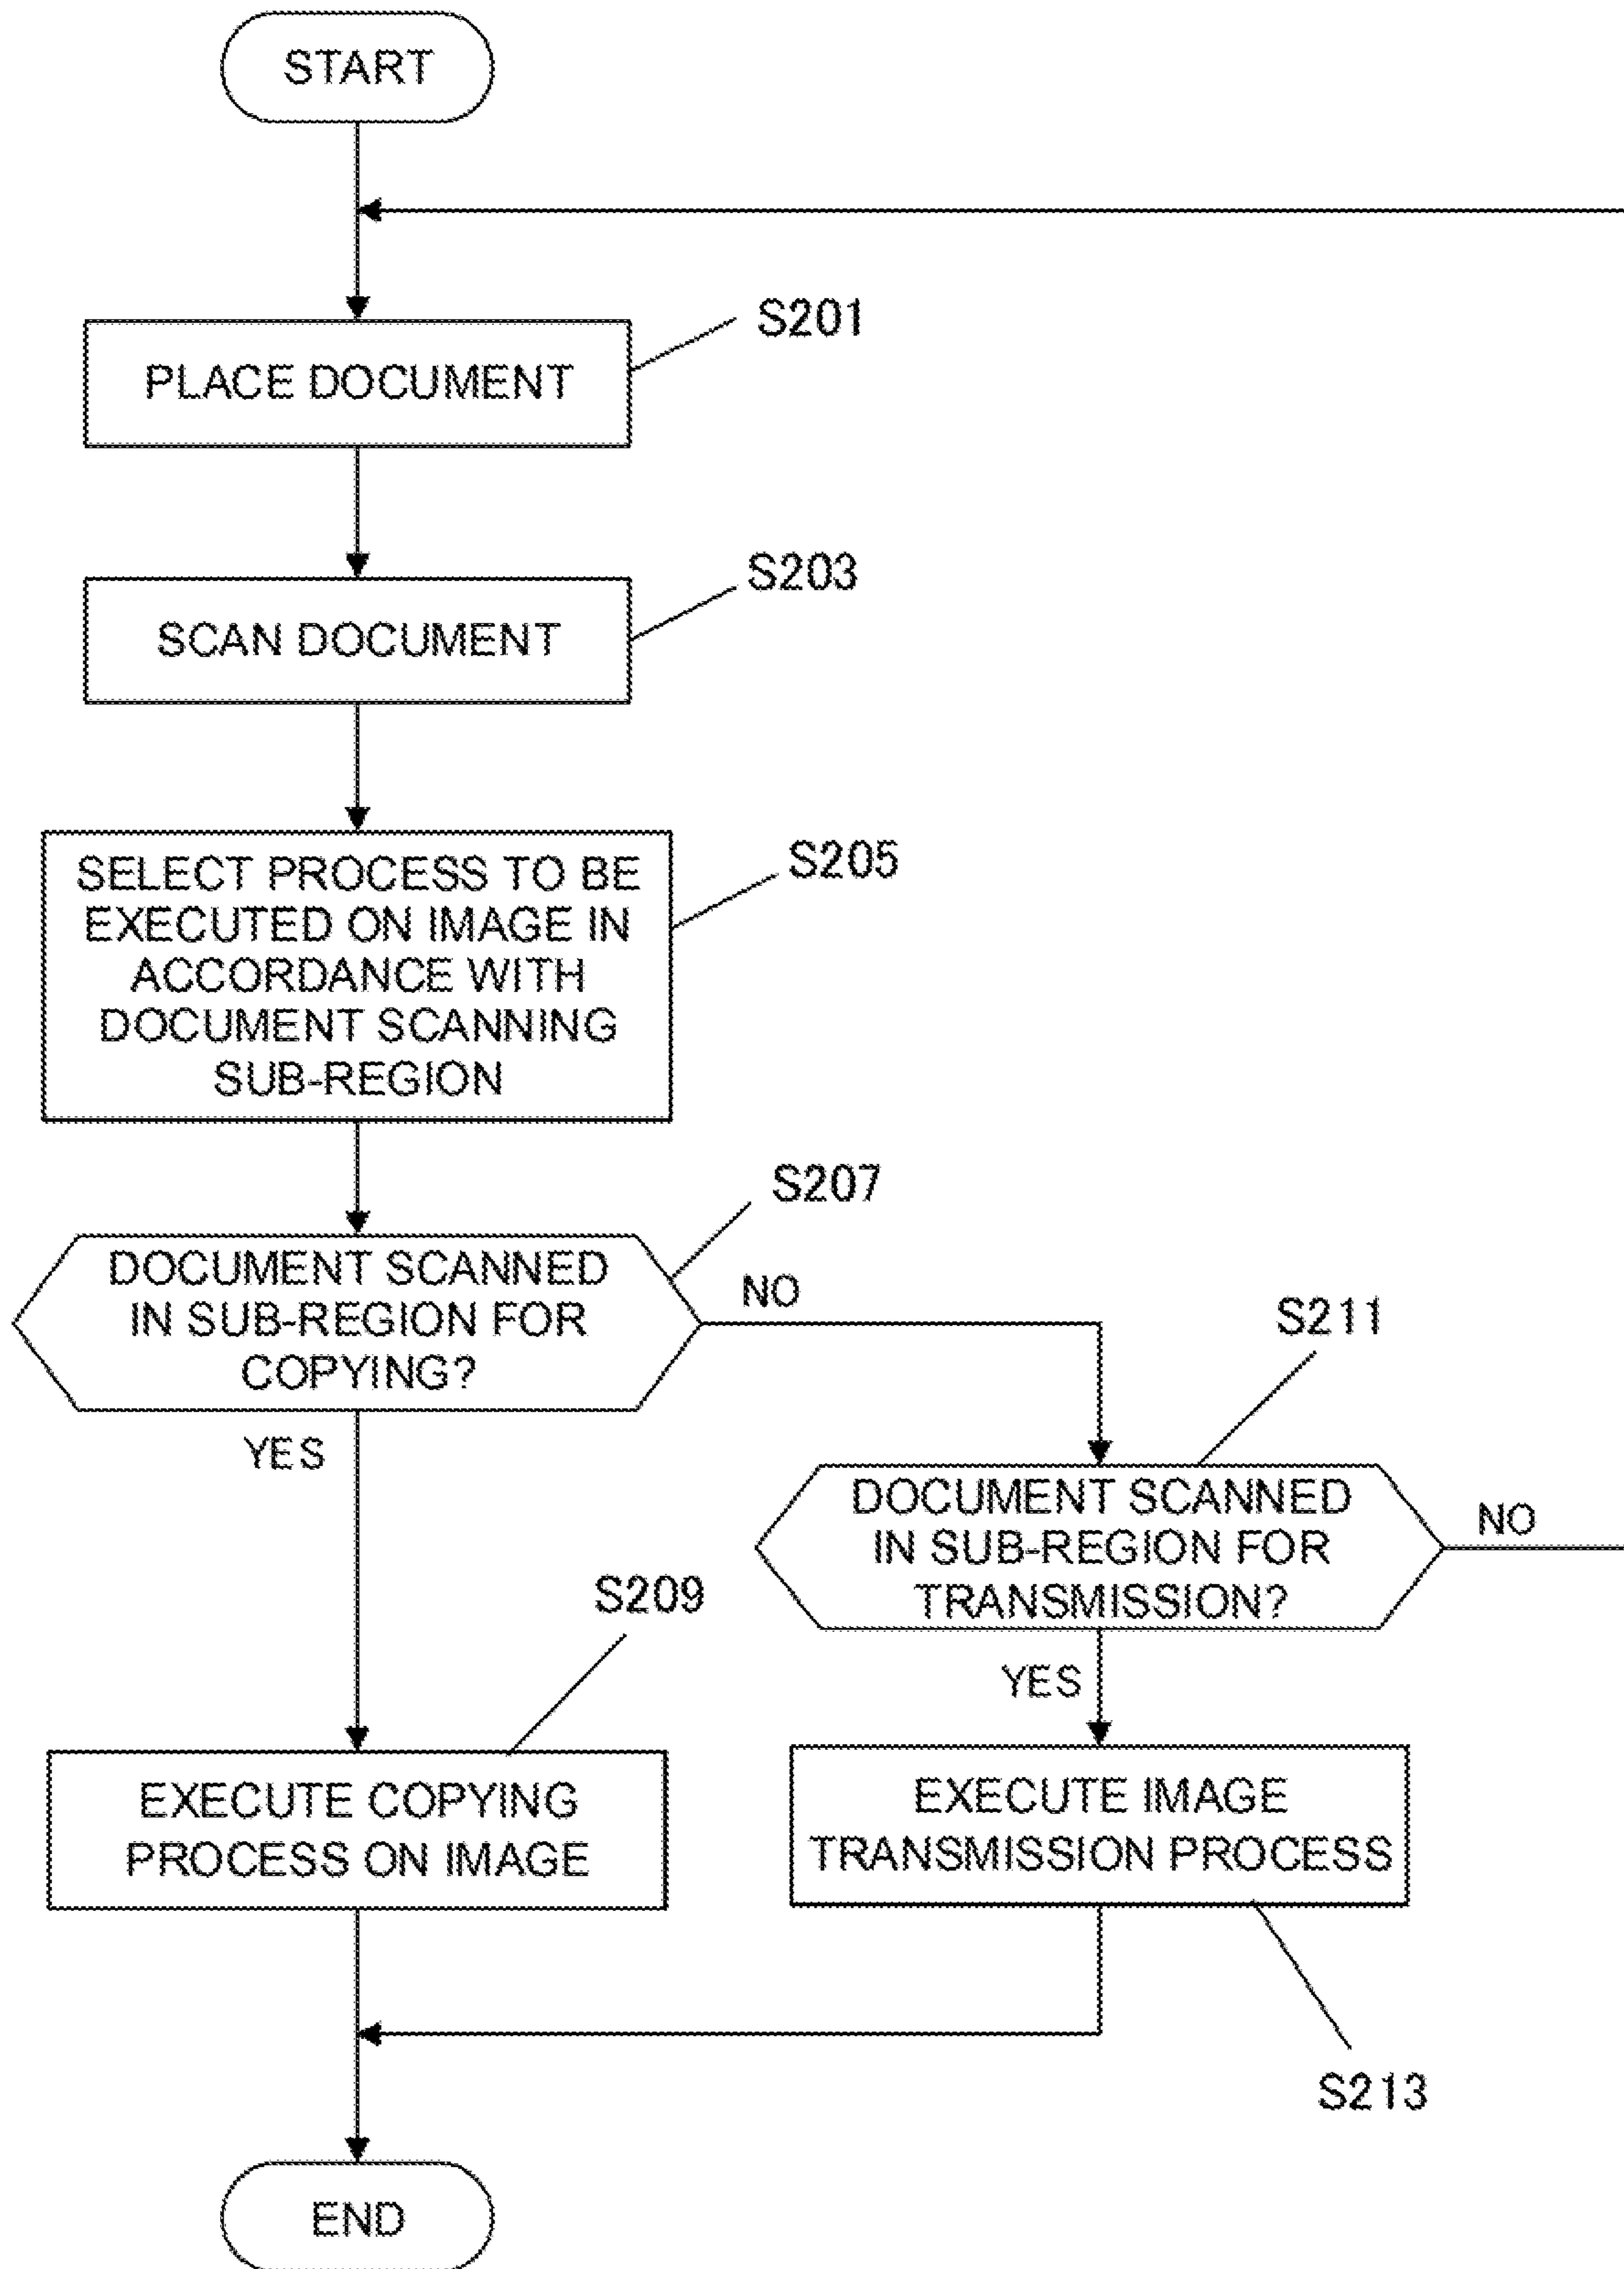 START
S201
PLACE DOCUMENT
S203
SCAN DOCUMENT
S205
SELECT PROCESS TO BE
EXECUTED ON IMAGE IN
ACCORDANCE WITH
DOCUMENT SCANNING
SUB-REGION
S207
DOCUMENT SCANNED
IN SUB-REGION FOR
COPYING?
NO
YES
S211
DOCUMENT SCANNED
IN SUB-REGION FOR
TRANSMISSION?
NO
YES
S209
EXECUTE COPYING
PROCESS ON IMAGE
EXECUTE IMAGE
TRANSMISSION PROCESS
S213
END